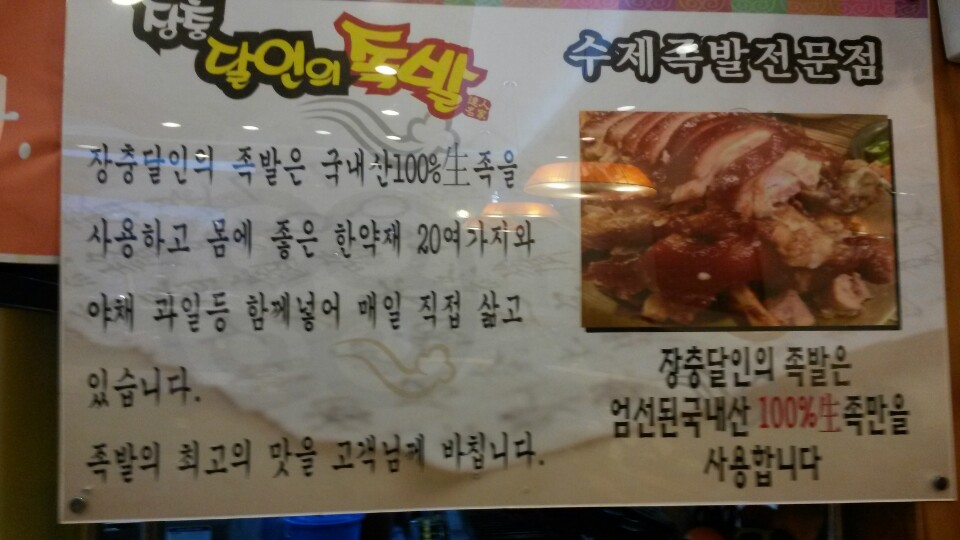 장충
달인의 족발
수제족발전문점
장충달인의 족발은 국내산100%生족을
사용하고 몸에 좋은 한약재 20여가지와
야채 과일등 함께넣어 매일 직접 삶고
있습니다.
족발의 최고의 맛을 고객님께 바칩니다.
장충달인의 족발은
엄선된국내산 100%生족만을
사용합니다